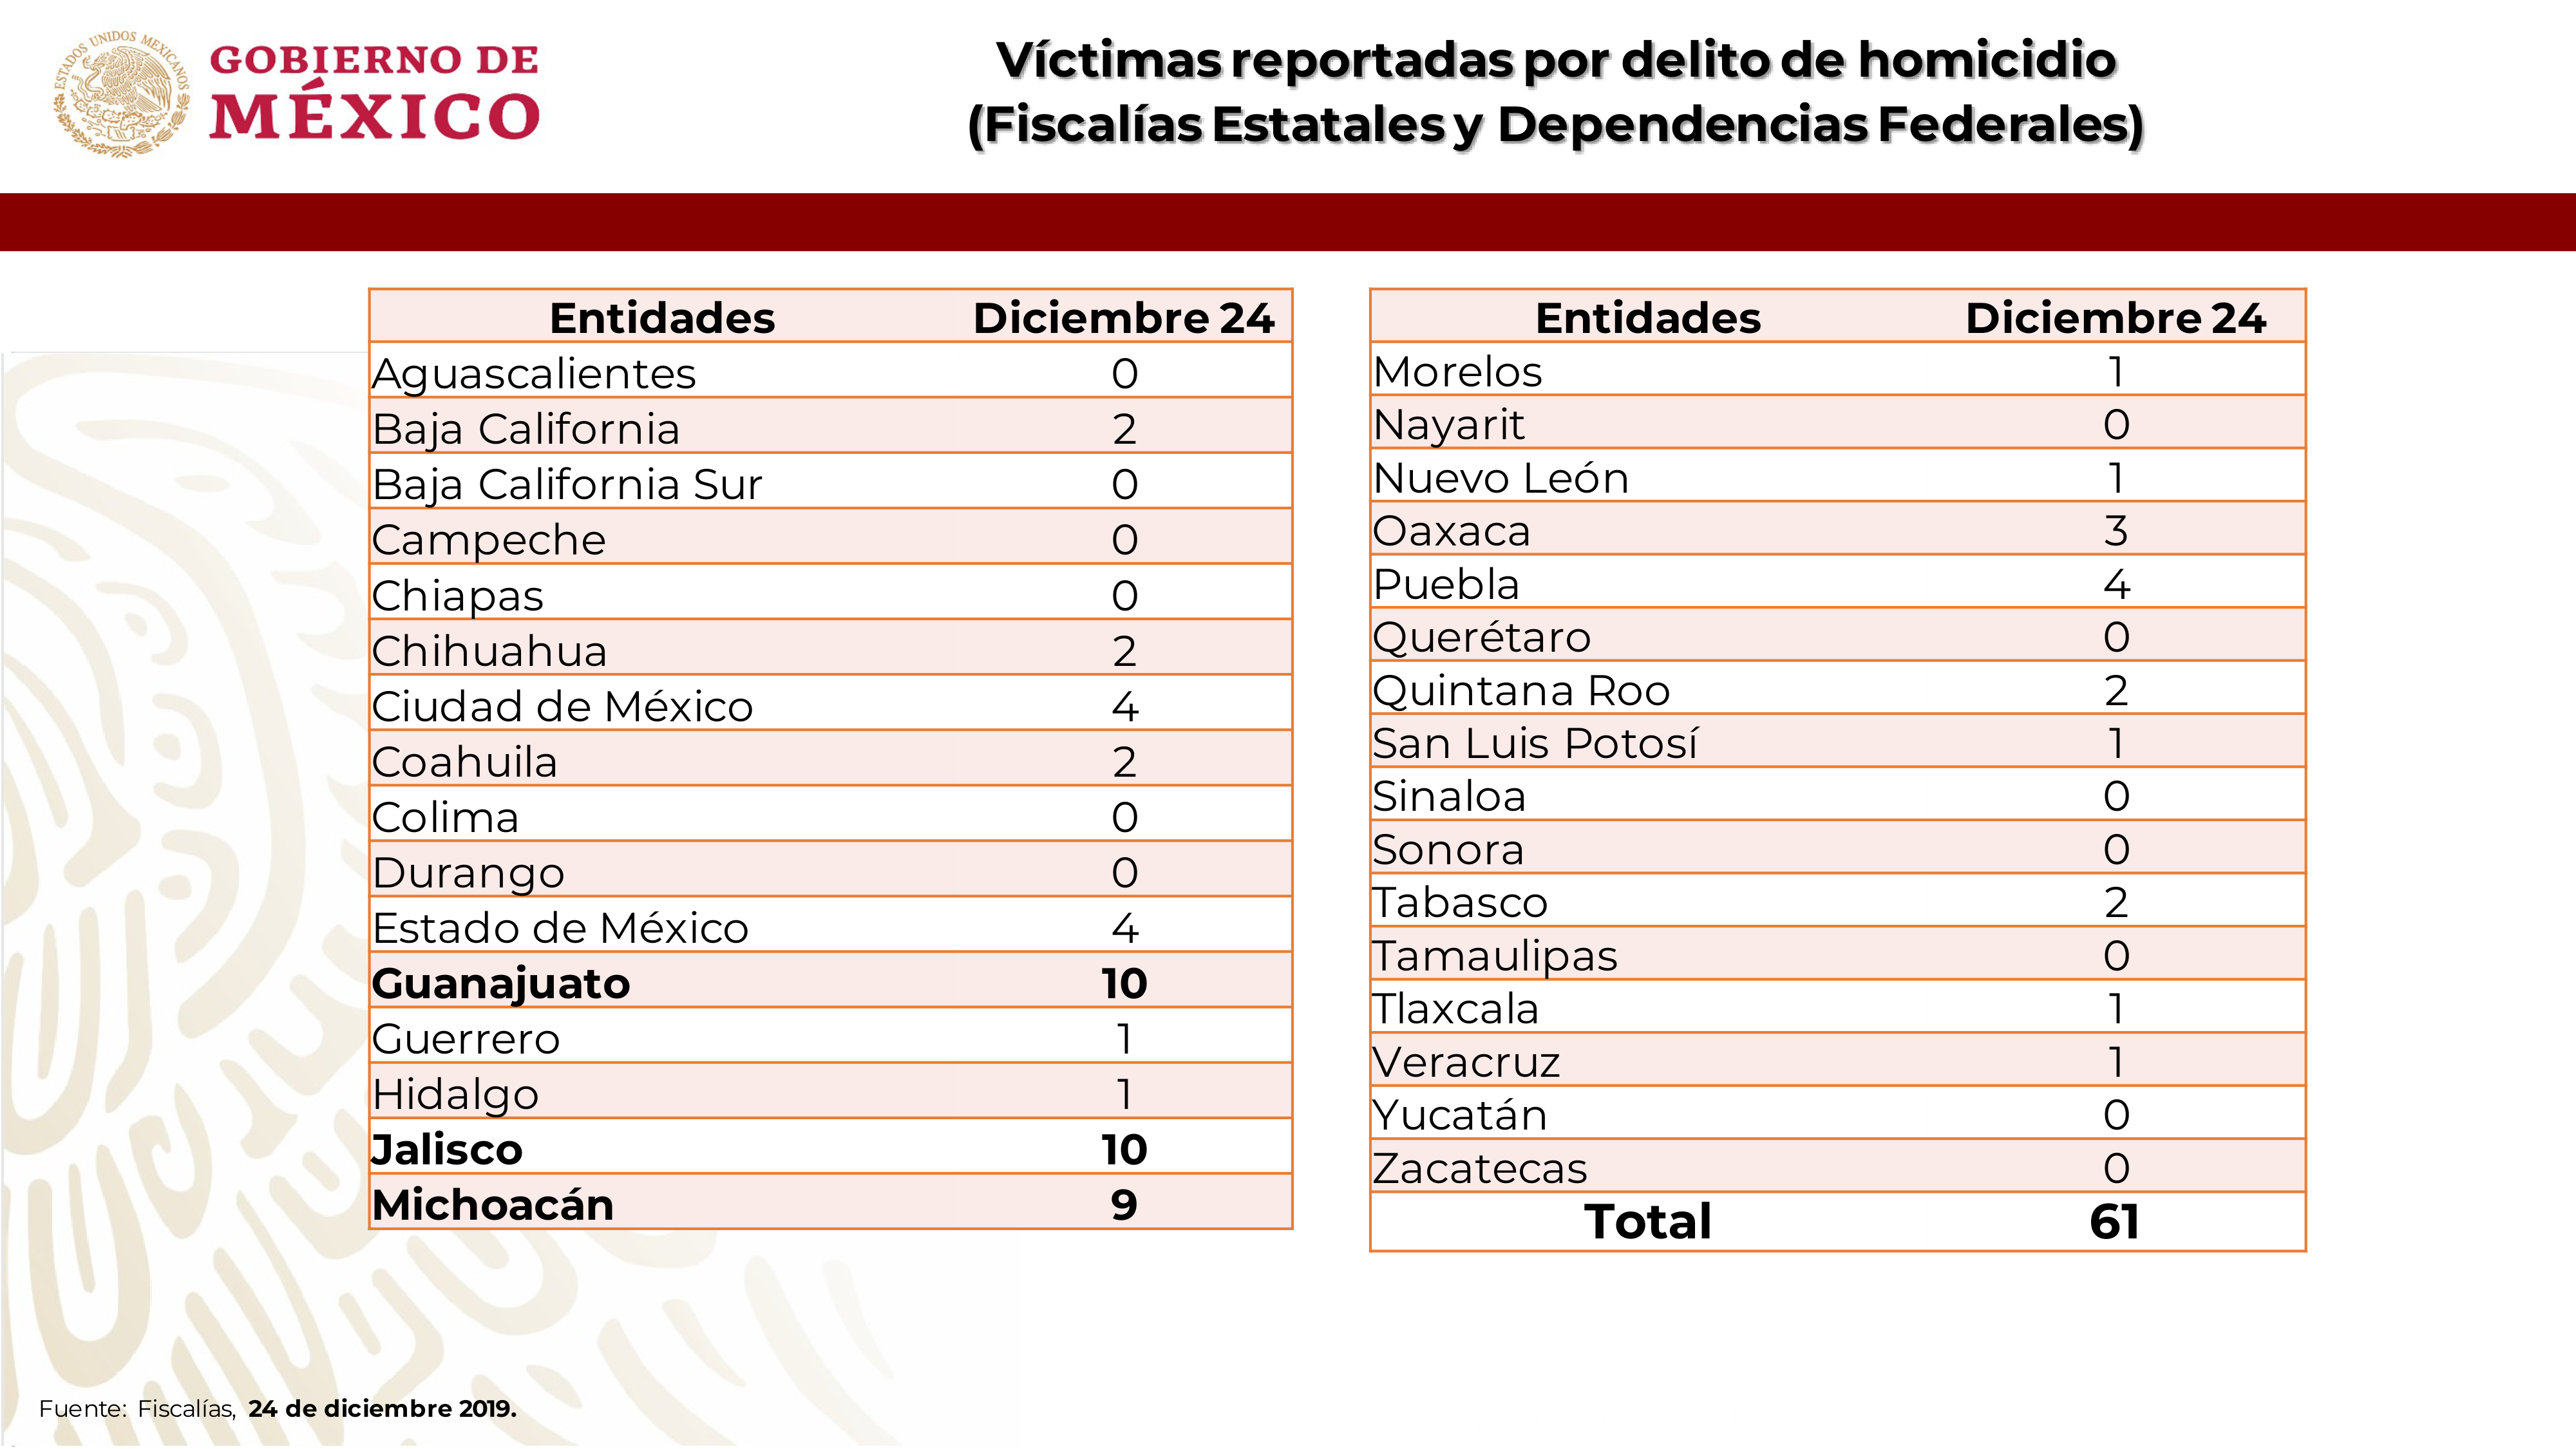 ESTADOS UNIDOS MEXICANOS
GOBIERNO DE
MÉXICO
Víctimas reportadas por delito de homicidio
(Fiscalías Estatales y Dependencias Federales)
Entidades Diciembre 24
Aguascalientes 0
Baja California 2
Baja California Sur 0
Campeche 0
Chiapas 0
Chihuahua 2
Ciudad de México 4
Coahuila 2
Colima 0
Durango 0
Estado de México 4
Guanajuato 10
Guerrero 1
Hidalgo 1
Jalisco 10
Michoacán 9
Entidades Diciembre 24
Morelos 1
Nayarit 0
Nuevo León 1
Oaxaca 3
Puebla 4
Querétaro 0
Quintana Roo 2
San Luis Potosí 1
Sinaloa 0
Sonora 0
Tabasco 2
Tamaulipas 0
Tlaxcala 1
Veracruz 1
Yucatán 0
Zacatecas 0
Total 61
Fuente: Fiscalías, 24 de diciembre 2019.